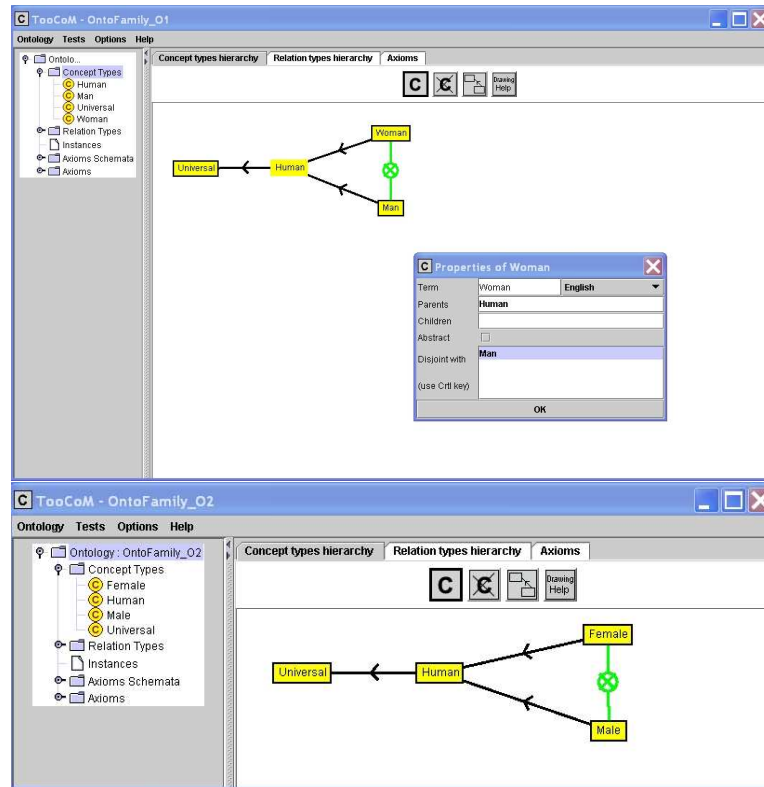 C TooCoM - OntoFamily_O1
Ontology Tests Options Help
Ontolo...
Concept Types
C Human
C Man
C Universal
C Woman
Relation Types
Instances
Axioms Schemata
Axioms
Concept types hierarchy Relation types hierarchy Axioms
C C Drawing Help
Woman
Universal Human
Man
C Properties of Woman
Term Woman English
Parents Human
Children
Abstract
Disjoint with Man
(use Crtl key)
OK
C TooCoM - OntoFamily_O2
Ontology Tests Options Help
Ontology : OntoFamily_O2
Concept Types
C Female
C Human
C Male
C Universal
Relation Types
Instances
Axioms Schemata
Axioms
Concept types hierarchy Relation types hierarchy Axioms
C C Drawing Help
Female
Universal Human
Male